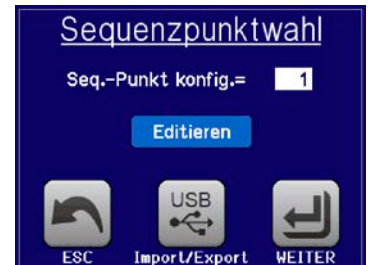 Sequenzpunktwahl
Seq.-Punkt konfig.= 1
Editieren
USB
ESC Import/Export WEITER